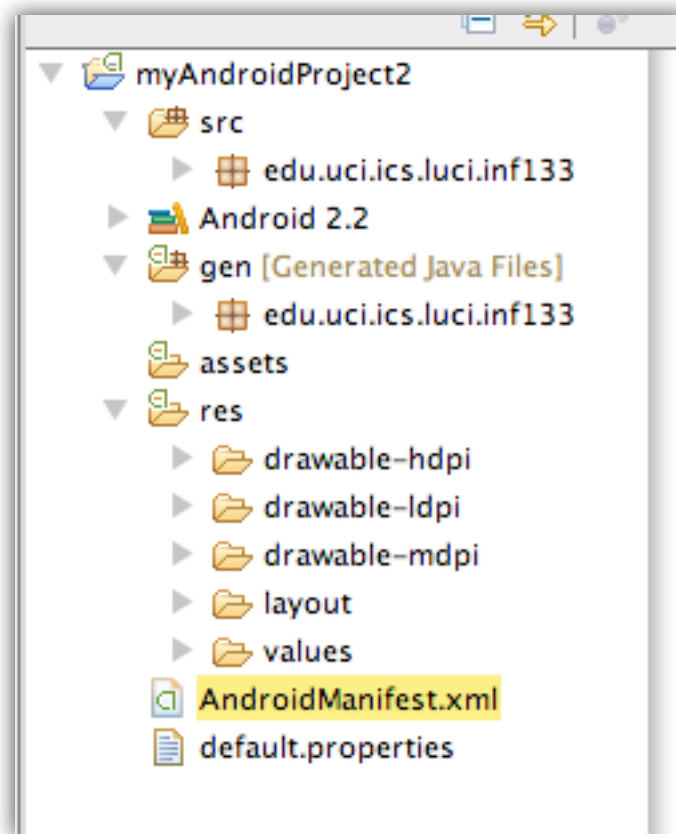 myAndroidProject2
src
edu.uci.ics.luci.inf133
Android 2.2
gen [Generated Java Files]
edu.uci.ics.luci.inf133
assets
res
drawable-hdpi
drawable-ldpi
drawable-mdpi
layout
values
AndroidManifest.xml
default.properties